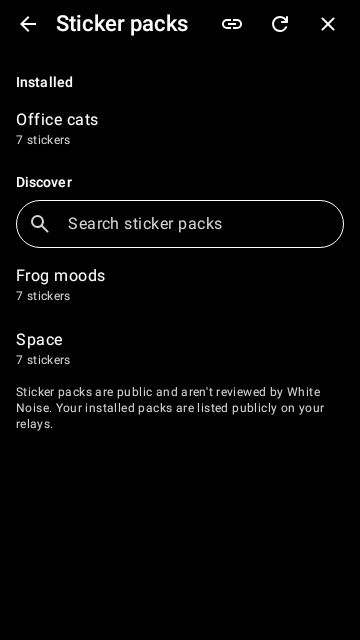 Sticker packs
Installed
Office cats
7 stickers
Discover
Search sticker packs
Frog moods
7 stickers
Space
7 stickers
Sticker packs are public and aren't reviewed by White
Noise. Your installed packs are listed publicly on your
relays.